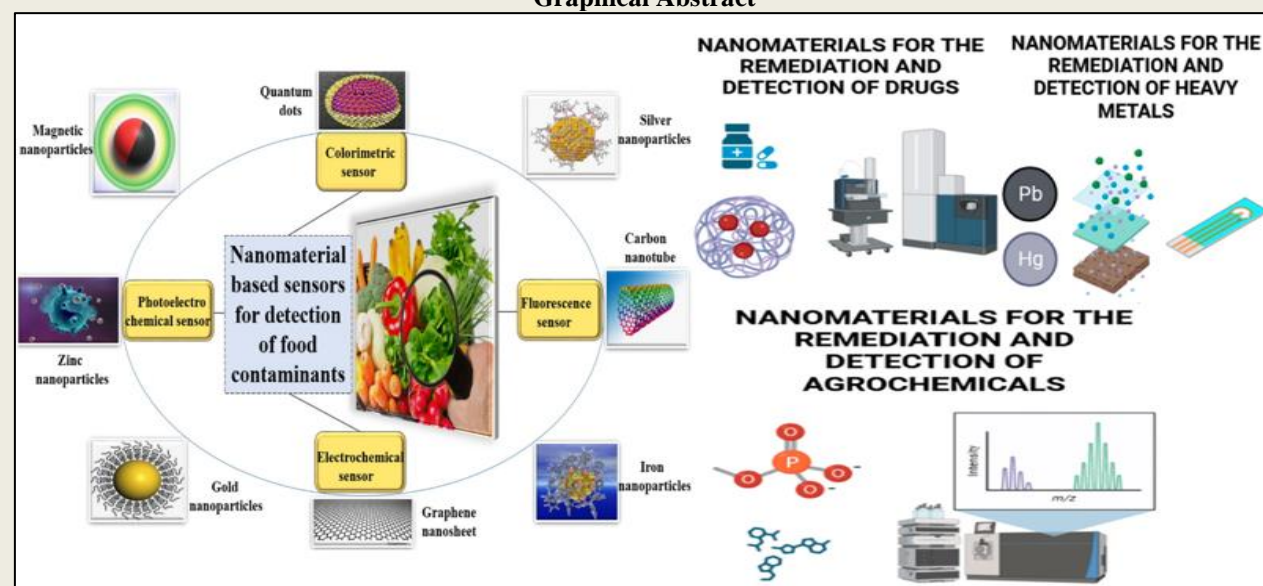 Graphical Abstract
Quantum
dots
Magnetic
nanoparticles
Silver
nanoparticles
Colorimetric
sensor
Nanomaterial
based sensors
for detection
of food
contaminants
Carbon
nanotube
Photoelectro
chemical sensor
Fluorescence
sensor
Zinc
nanoparticles
Gold
nanoparticles
Electrochemical
sensor
Graphene
nanosheet
Iron
nanoparticles
NANOMATERIALS FOR THE
REMEDIATION AND
DETECTION OF DRUGS
NANOMATERIALS FOR THE
REMEDIATION AND
DETECTION OF HEAVY
METALS
Pb
Hg
NANOMATERIALS FOR THE
REMEDIATION AND
DETECTION OF
AGROCHEMICALS
O
O
P
O
-
O
-
Intensity
m/z